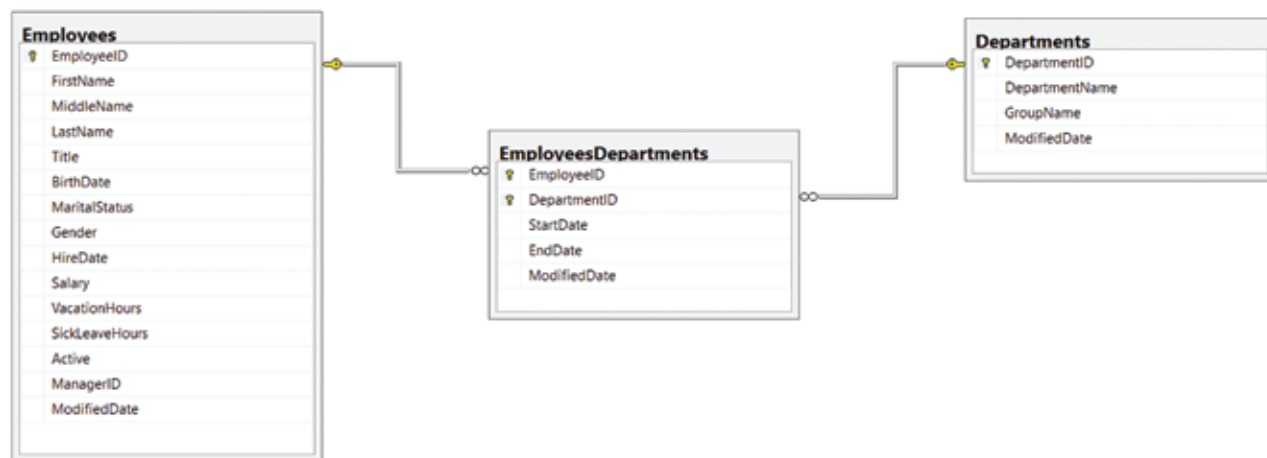 Employees
EmployeeID
FirstName
MiddleName
LastName
Title
BirthDate
MaritalStatus
Gender
HireDate
Salary
VacationHours
SickLeaveHours
Active
ManagerID
ModifiedDate
EmployeesDepartments
EmployeeID
DepartmentID
StartDate
EndDate
ModifiedDate
Departments
DepartmentID
DepartmentName
GroupName
ModifiedDate